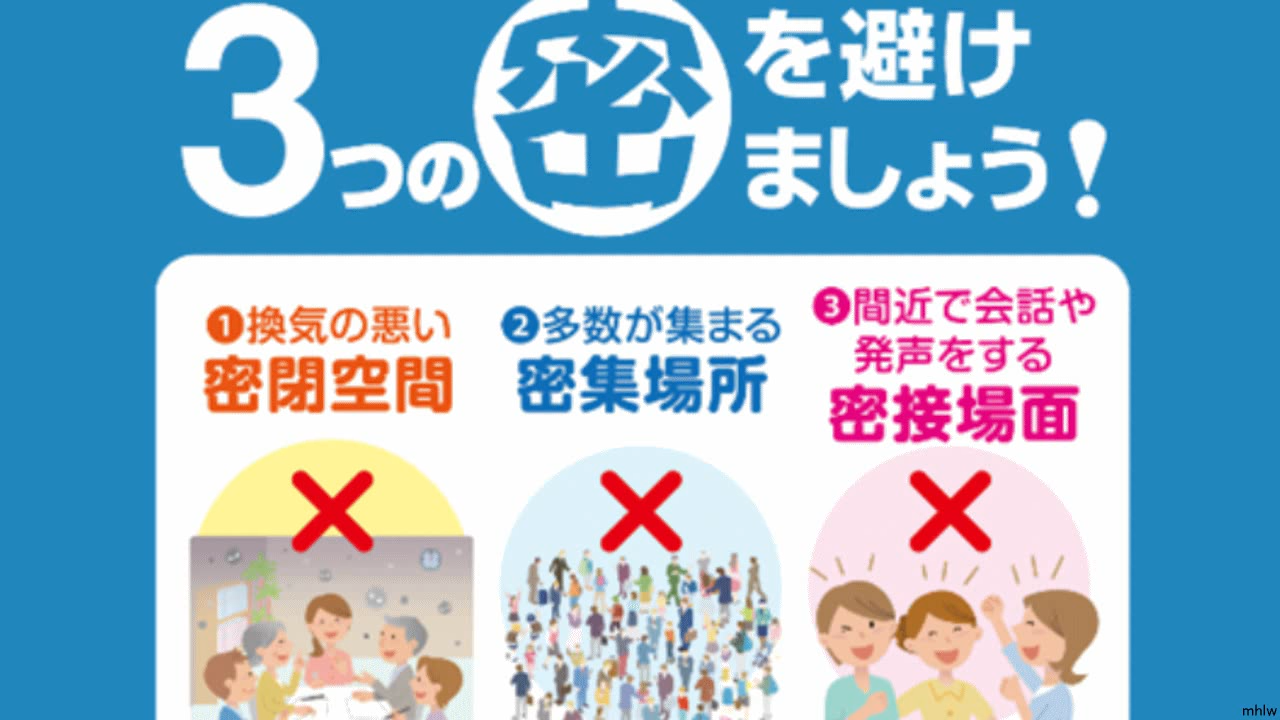 3つの密を避け
ましょう!
❶換気の悪い
密閉空間
❷多数が集まる
密集場所
❸間近で会話や
発声をする
密接場面
mhlw